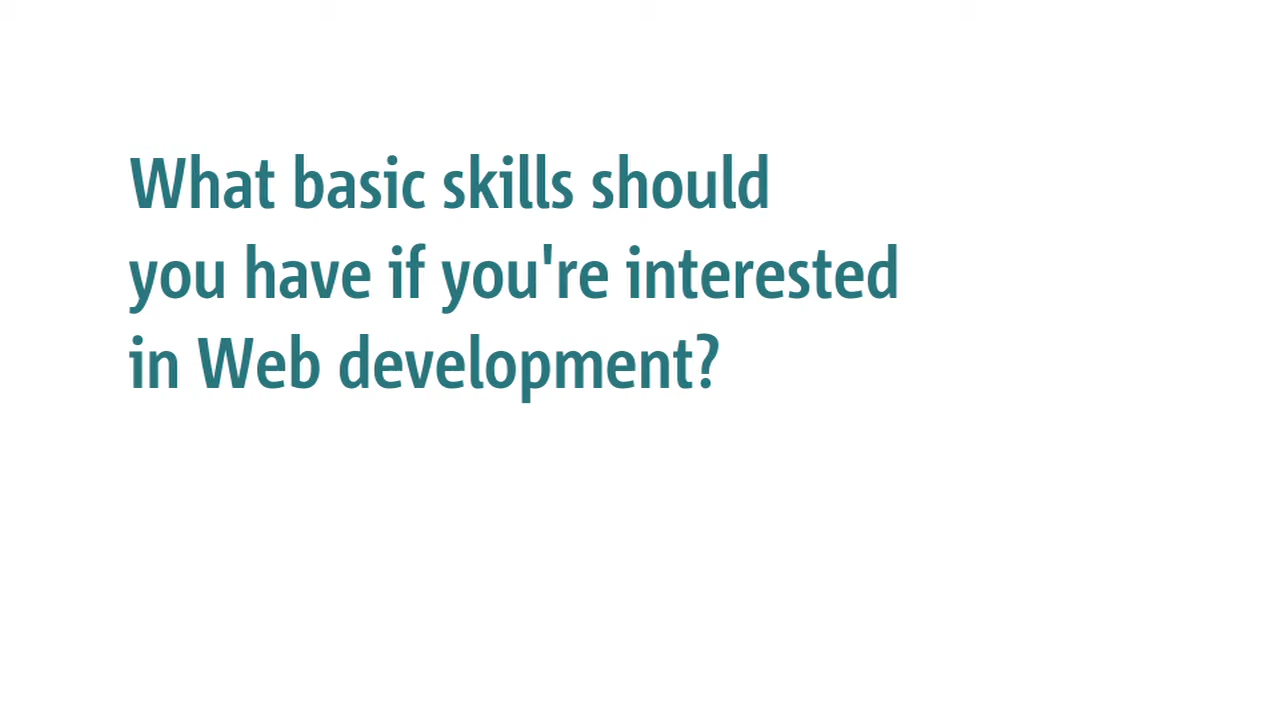 What basic skills should
you have if you're interested
in Web development?